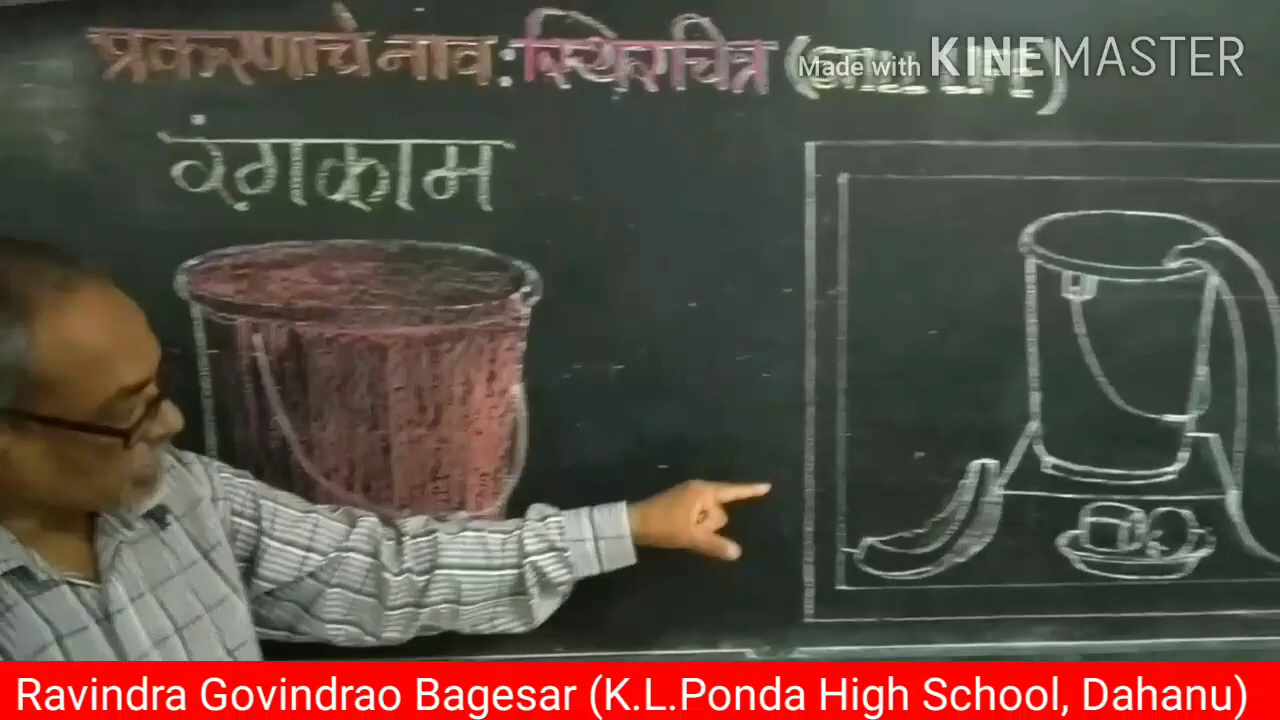 प्रकरणाचे नाव : स्थिरचित्र
Made with KINEMASTER
रंगकाम
Ravindra Govindrao Bagesar (K.L.Ponda High School, Dahanu)